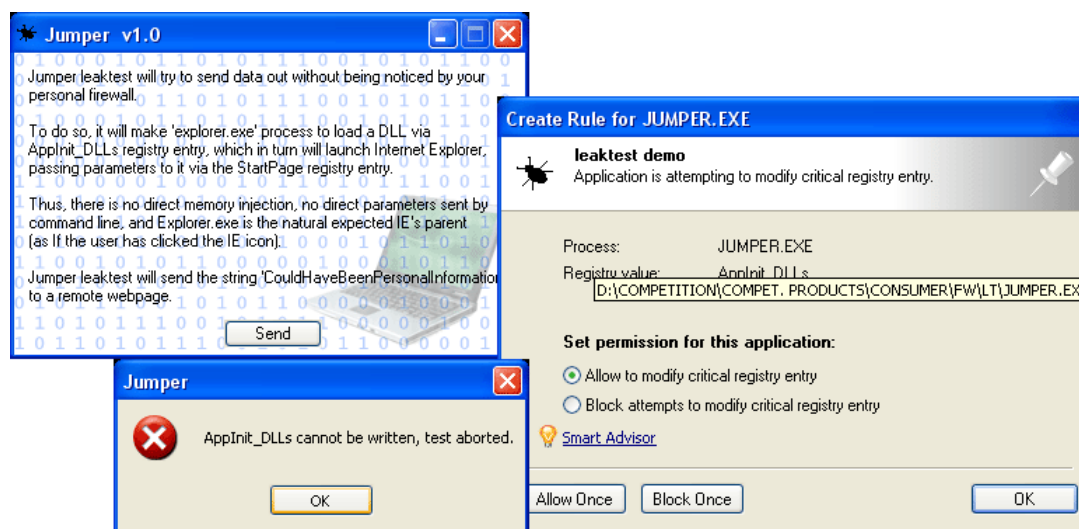 Jumper v1.0
Jumper leaktest will try to send data out without being noticed by your
personal firewall.
To do so, it will make 'explorer.exe' process to load a DLL via
AppInit_DLLs registry entry, which in turn will launch Internet Explorer,
passing parameters to it via the StartPage registry entry.
Thus, there is no direct memory injection, no direct parameters sent by
command line, and Explorer.exe is the natural expected IE's parent
(as If the user has clicked the IE icon).
Jumper leaktest will send the string 'CouldHaveBeenPersonalInformation
to a remote webpage.
Send
Jumper
AppInit_DLLs cannot be written, test aborted.
OK
Create Rule for JUMPER.EXE
leaktest demo
Application is attempting to modify critical registry entry.
Process: JUMPER.EXE
Registry value: AppInit_DLLs
D:\COMPETITION\COMPET. PRODUCTS\CONSUMER\FW\LT\JUMPER.EX
Set permission for this application:
Allow to modify critical registry entry
Block attempts to modify critical registry entry
Smart Advisor
Allow Once Block Once OK